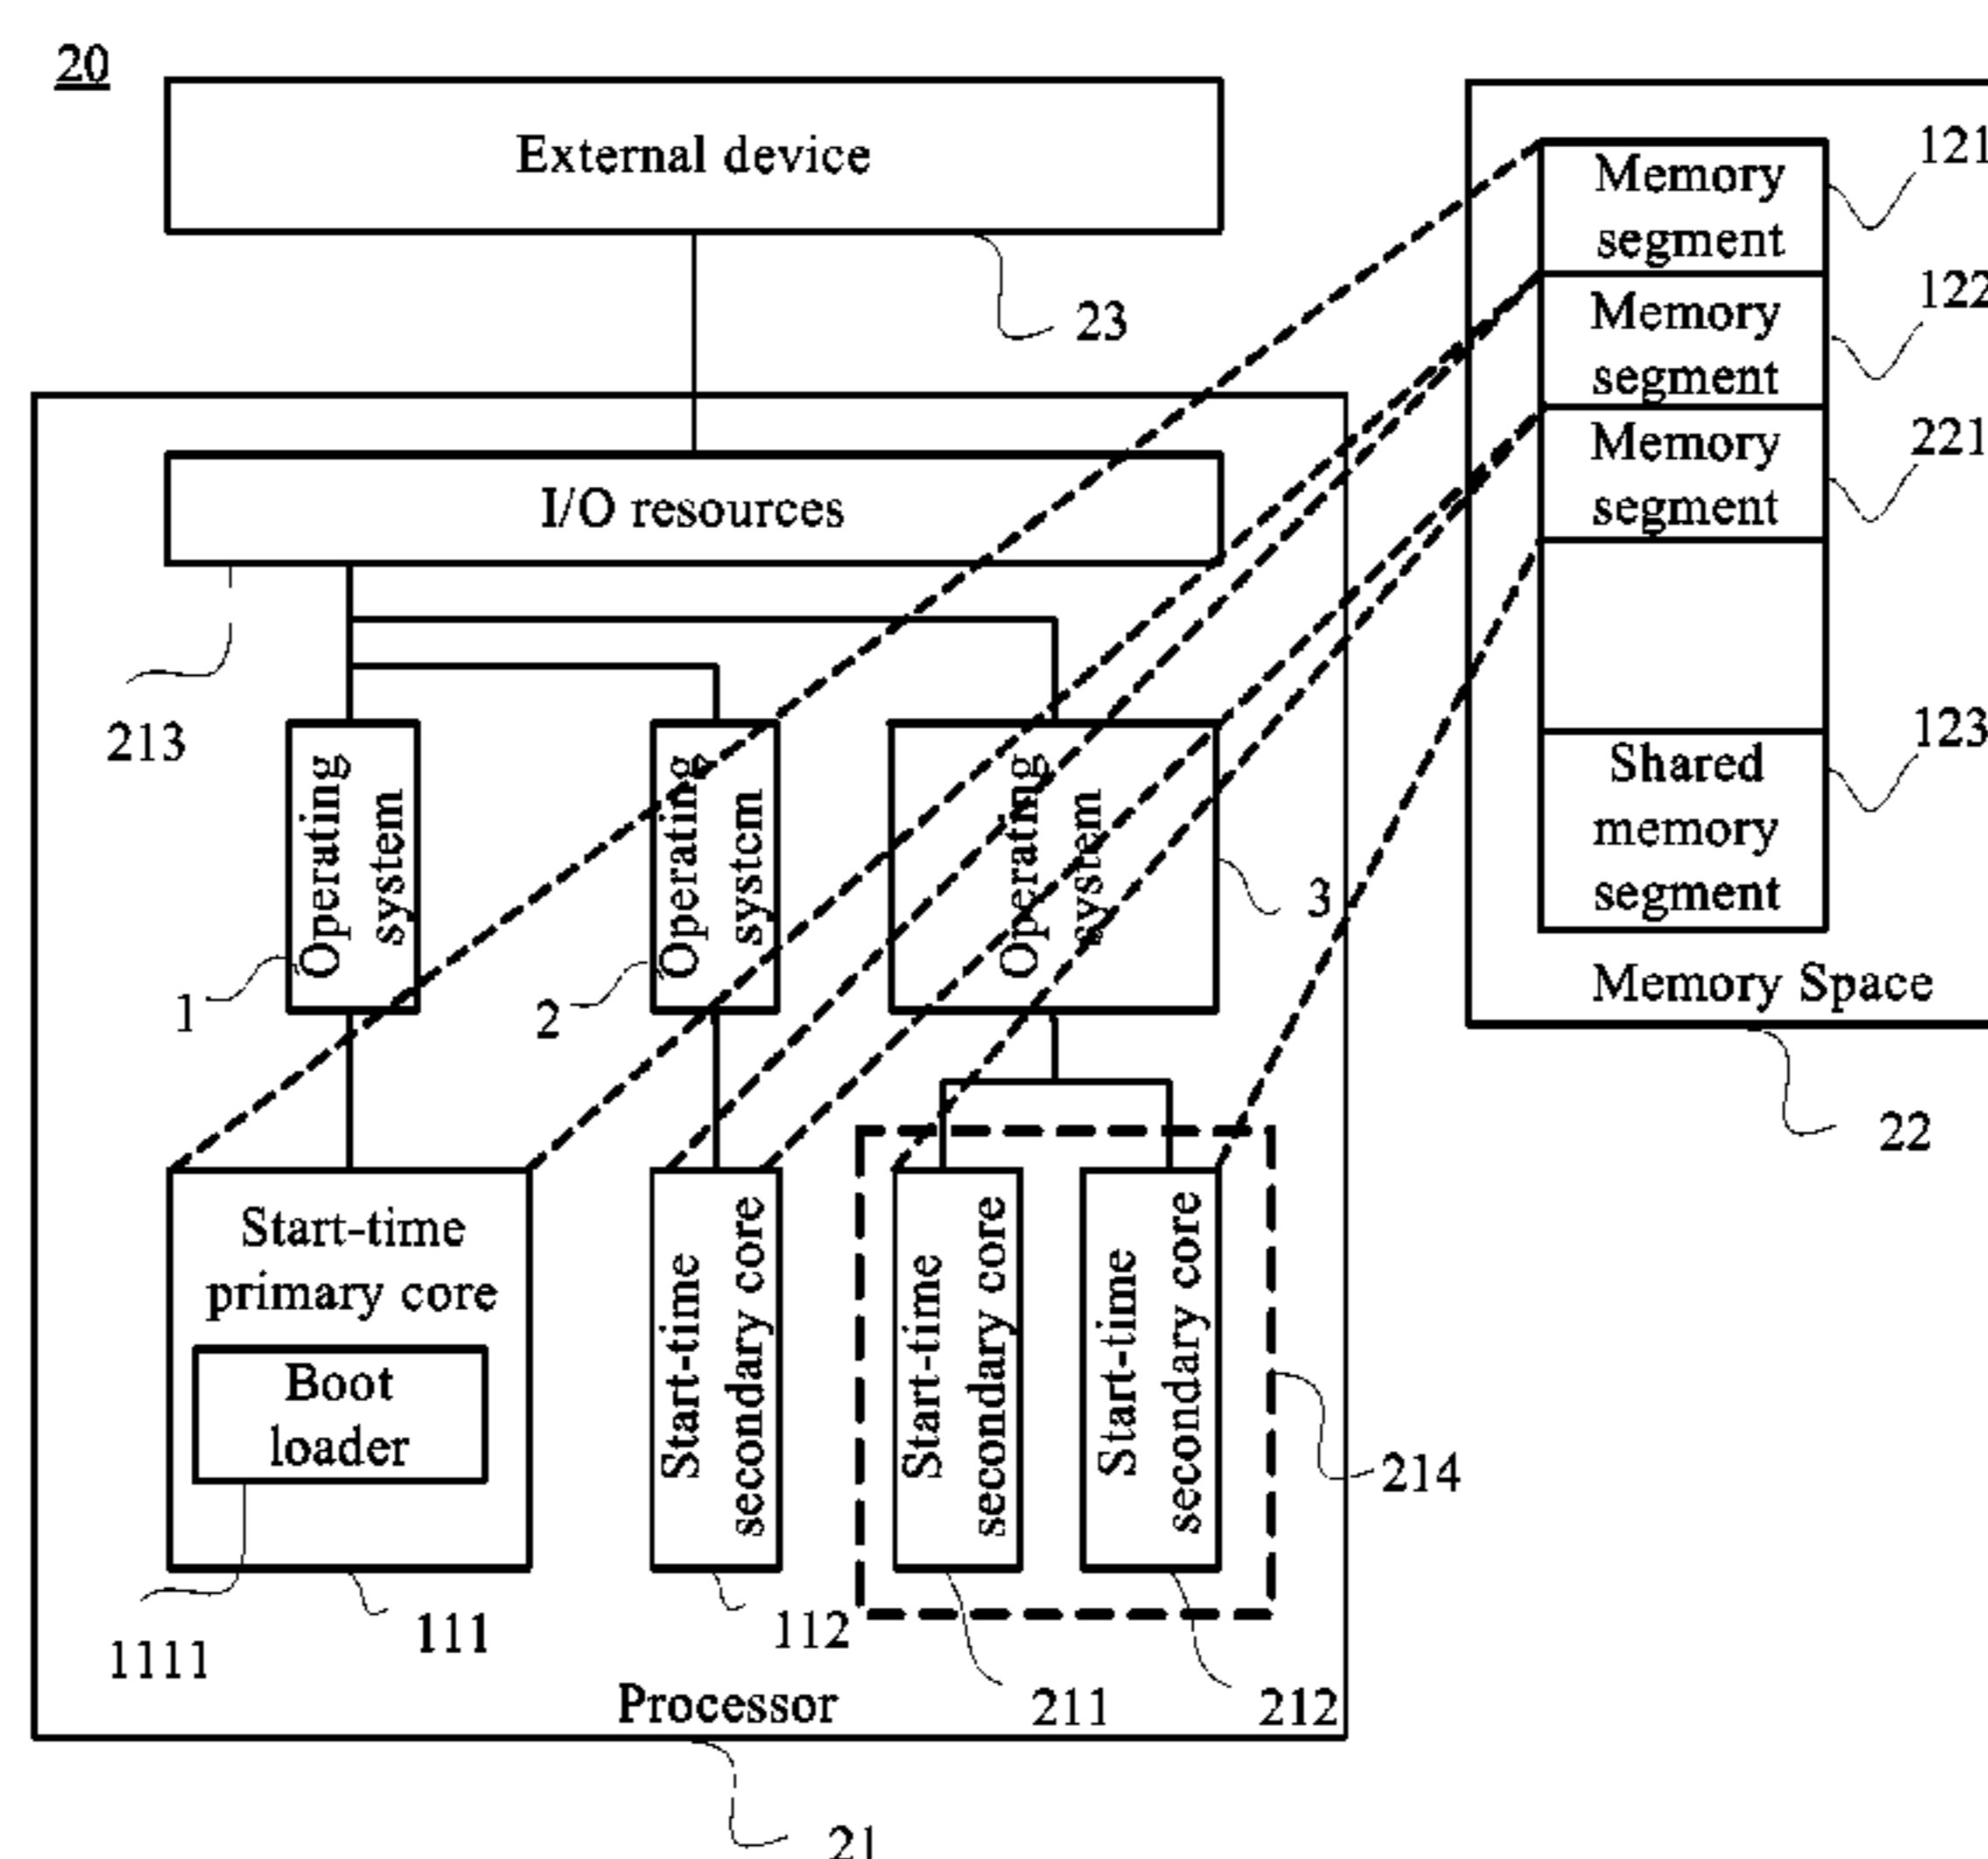 20
External device
23
I/O resources
213
Operating
system
1
Operating
system
2
Operating
system
3
Start-time
primary core
Boot
loader
1111
111
Start-time
secondary core
112
Start-time
secondary core
211
Start-time
secondary core
212
214
Processor
21
Memory
segment
121
Memory
segment
122
Memory
segment
221
Shared
memory
segment
123
Memory Space
22